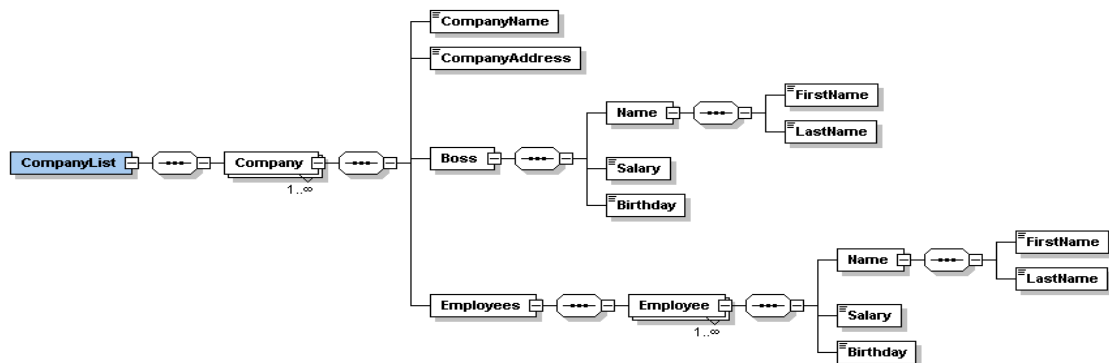 CompanyName
CompanyAddress
FirstName
Name
LastName
CompanyList
Company
1..∞
Boss
Salary
Birthday
FirstName
Name
LastName
Employees
Employee
1..∞
Salary
Birthday